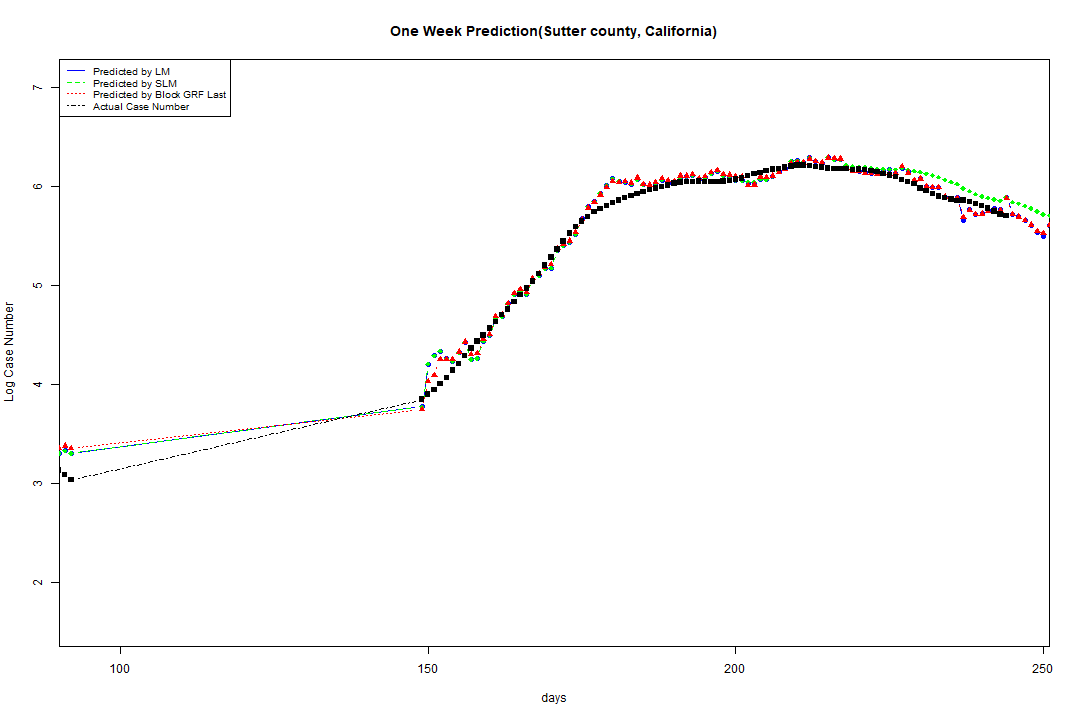 One Week Prediction(Sutter county, California)
Predicted by LM
Predicted by SLM
Predicted by Block GRF Last
Actual Case Number
7
6
5
4
3
2
Log Case Number
100
150
200
250
days